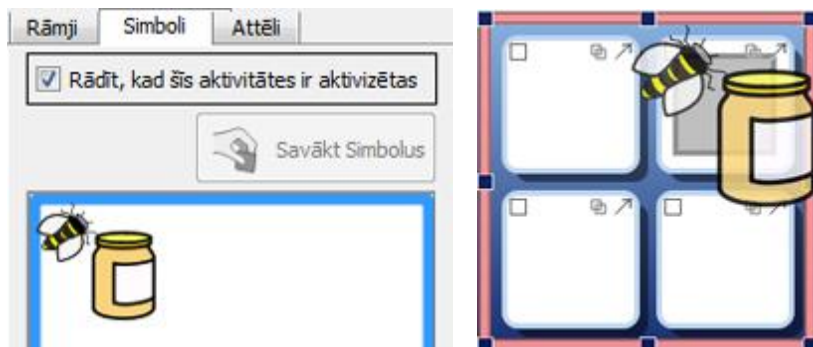 Rāmji Simboli Attēli
Rādīt, kad šīs aktivitātes ir aktivizētas
Savākt Simbolus